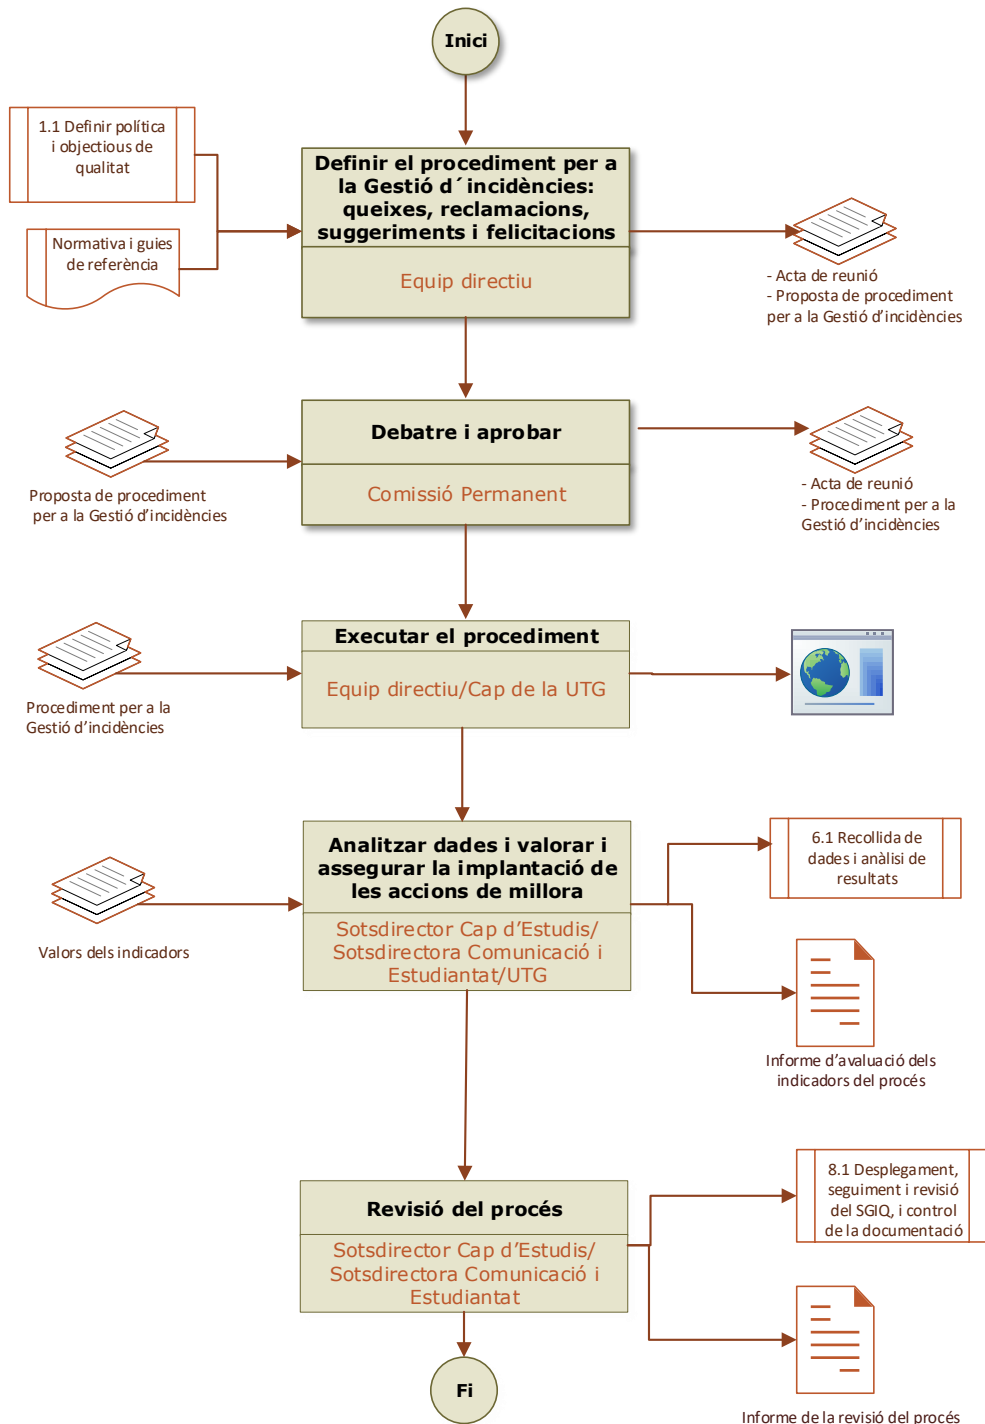 Inici
1.1 Definir política
i objectious de
qualitat
Definir el procediment per a
la Gestió d´incidències:
queixes, reclamacions,
suggeriments i felicitacions
Normativa i guies
de referència
Equip directiu
- Acta de reunió
- Proposta de procediment
per a la Gestió d’incidències
Debatre i aprobar
Comissió Permanent
Proposta de procediment
per a la Gestió d’incidències
- Acta de reunió
- Procediment per a la
Gestió d’incidències
Executar el procediment
Equip directiu/Cap de la UTG
Procediment per a la
Gestió d’incidències
Analitzar dades i valorar i
assegurar la implantació de
les accions de millora
6.1 Recollida de
dades i anàlisi de
resultats
Valors dels indicadors
Sotsdirector Cap d’Estudis/
Sotsdirectora Comunicació i
Estudiantat/UTG
Informe d’avaluació dels
indicadors del procés
Revisió del procés
8.1 Desplegament,
seguiment i revisió
del SGIQ, i control
de la documentació
Sotsdirector Cap d’Estudis/
Sotsdirectora Comunicació i
Estudiantat
Fi
Informe de la revisió del procés